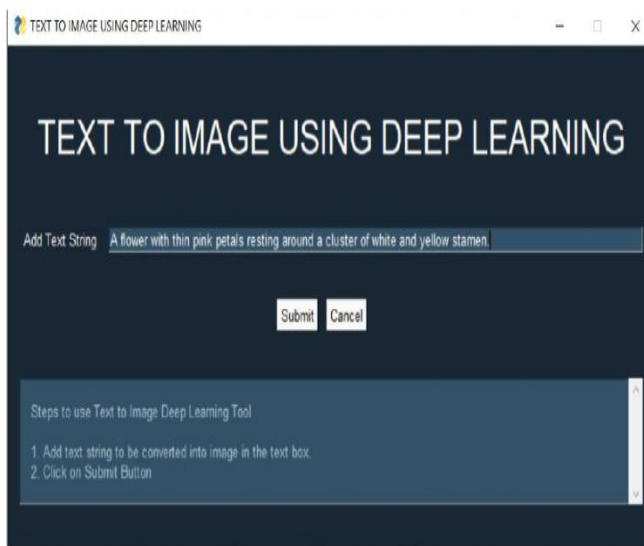 TEXT TO IMAGE USING DEEP LEARNING
TEXT TO IMAGE USING DEEP LEARNING
Add Text String A flower with thin pink petals resting around a cluster of white and yellow stamen.
Submit Cancel
Steps to use Text to Image Deep Learning Tool
1. Add text string to be converted into image in the text box.
2. Click on Submit Button